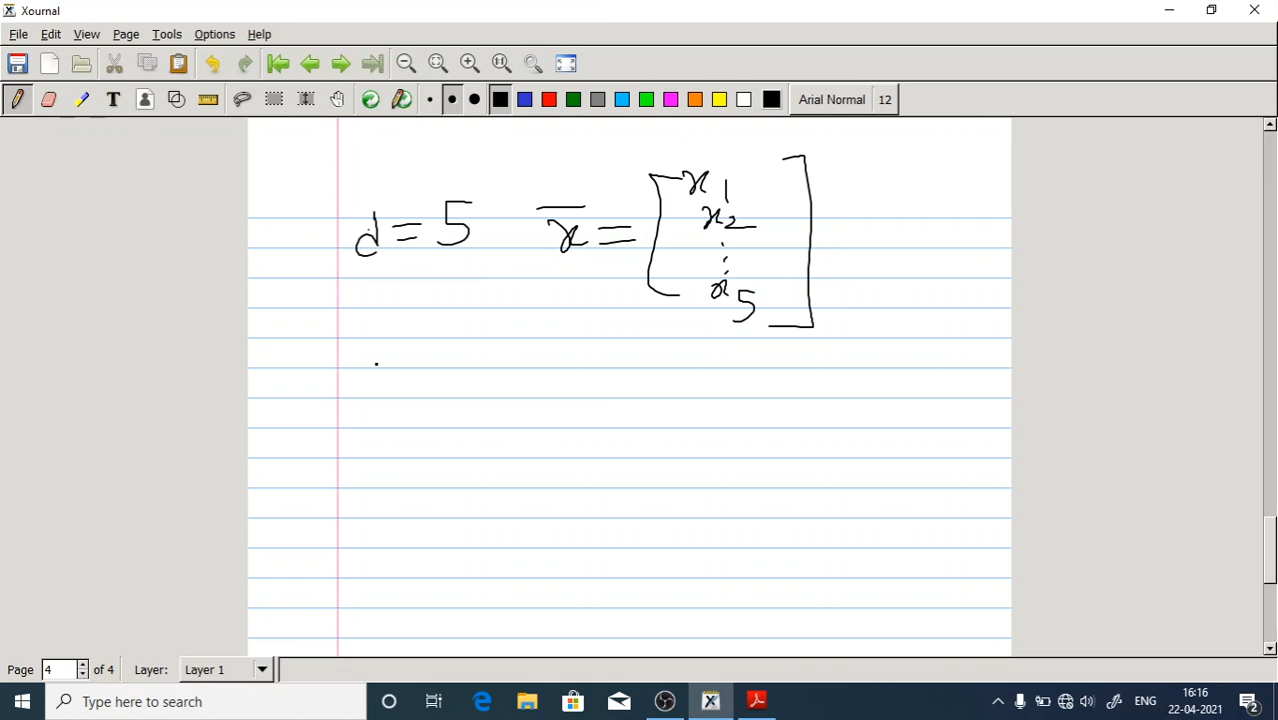 Xournal
File Edit View Page Tools Options Help
Arial Normal 12
d = 5 x̅ = [x1
x2
⋮
x5]
Page 4 of 4 Layer: Layer 1
Type here to search
ENG
16:16
22-04-2021
2